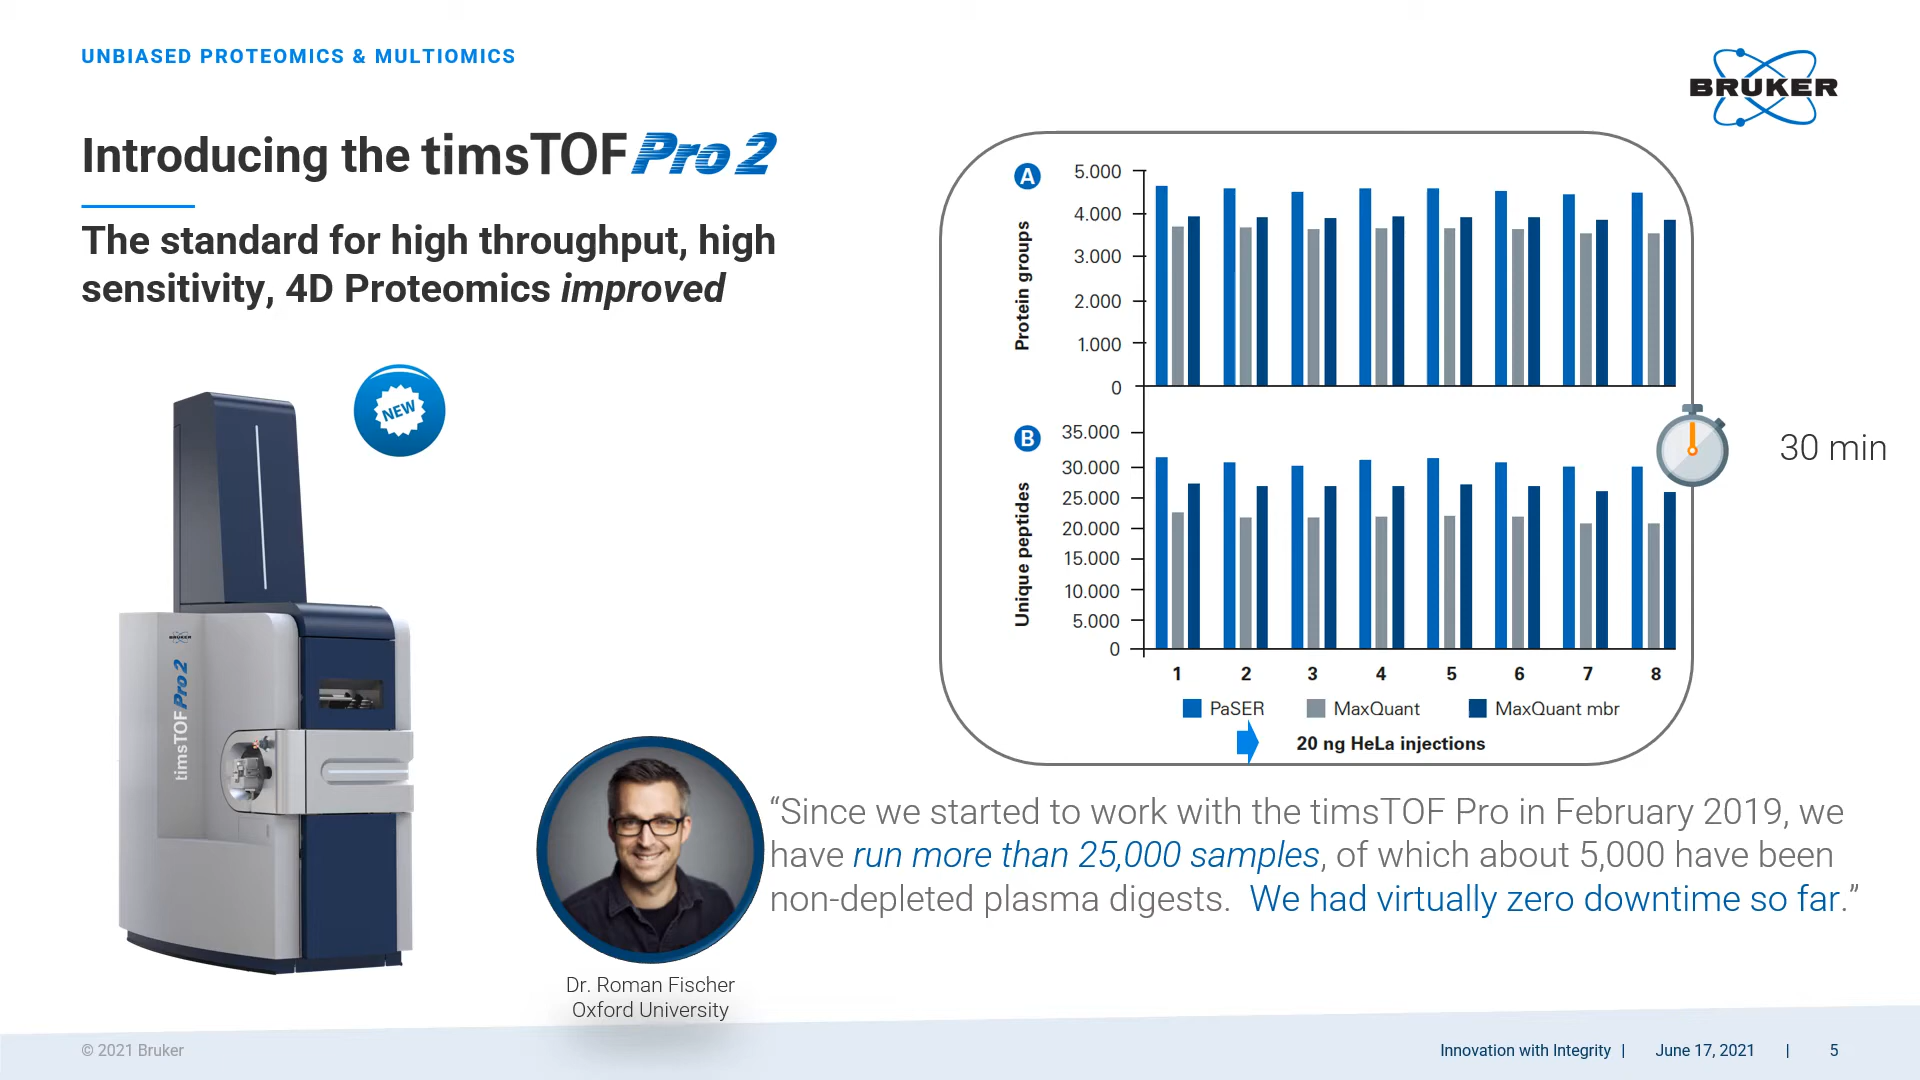 UNBIASED PROTEOMICS & MULTIOMICS
BRUKER
Introducing the timsTOF Pro 2
The standard for high throughput, high
sensitivity, 4D Proteomics improved
NEW
BRUKER
timsTOF Pro 2
A
Protein groups
5.000
4.000
3.000
2.000
1.000
0
B
Unique peptides
35.000
30.000
25.000
20.000
15.000
10.000
5.000
0
1 2 3 4 5 6 7 8
PaSER MaxQuant MaxQuant mbr
20 ng HeLa injections
30 min
“Since we started to work with the timsTOF Pro in February 2019, we
have run more than 25,000 samples, of which about 5,000 have been
non-depleted plasma digests. We had virtually zero downtime so far.”
Dr. Roman Fischer
Oxford University
© 2021 Bruker
Innovation with Integrity | June 17, 2021 | 5